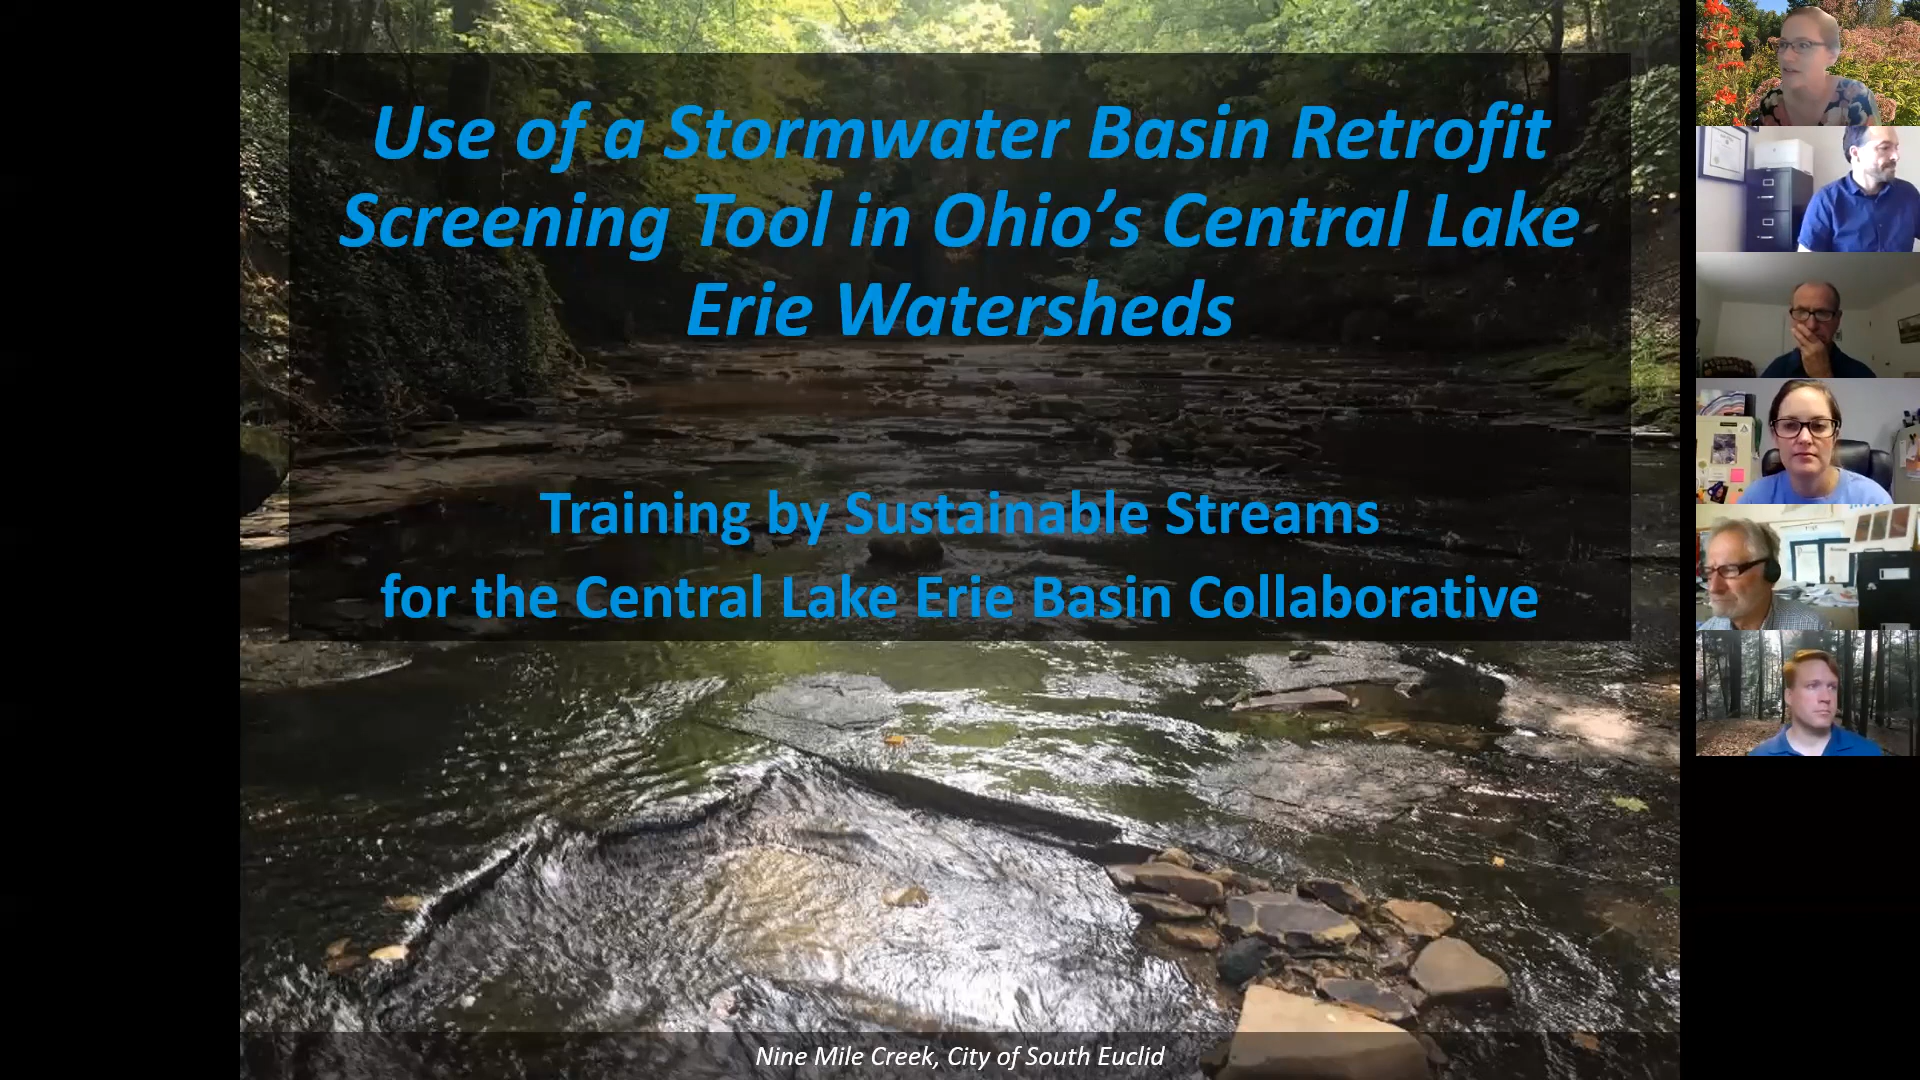 Use of a Stormwater Basin Retrofit
Screening Tool in Ohio’s Central Lake
Erie Watersheds
Training by Sustainable Streams
for the Central Lake Erie Basin Collaborative
Nine Mile Creek, City of South Euclid